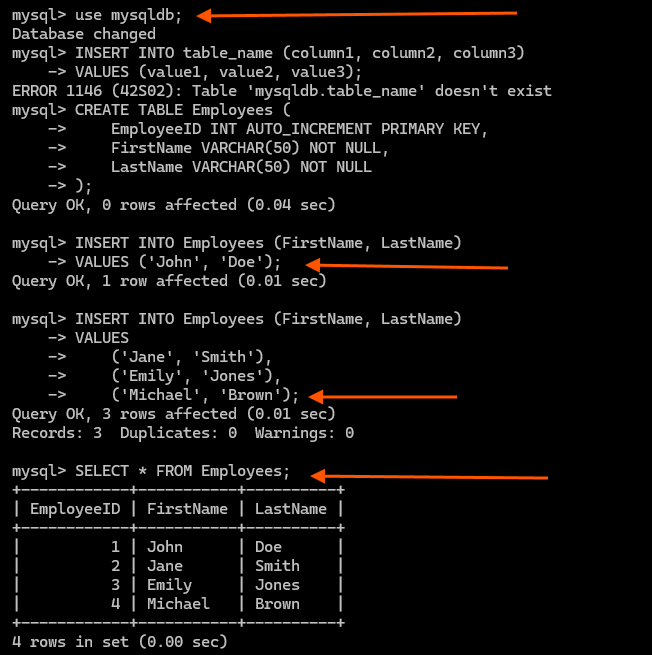 mysql> use mysqldb;
Database changed
mysql> INSERT INTO table_name (column1, column2, column3)
    -> VALUES (value1, value2, value3);
ERROR 1146 (42S02): Table 'mysqldb.table_name' doesn't exist
mysql> CREATE TABLE Employees (
    ->     EmployeeID INT AUTO_INCREMENT PRIMARY KEY,
    ->     FirstName VARCHAR(50) NOT NULL,
    ->     LastName VARCHAR(50) NOT NULL
    -> );
Query OK, 0 rows affected (0.04 sec)

mysql> INSERT INTO Employees (FirstName, LastName)
    -> VALUES ('John', 'Doe');
Query OK, 1 row affected (0.01 sec)

mysql> INSERT INTO Employees (FirstName, LastName)
    -> VALUES
    ->     ('Jane', 'Smith'),
    ->     ('Emily', 'Jones'),
    ->     ('Michael', 'Brown');
Query OK, 3 rows affected (0.01 sec)
Records: 3  Duplicates: 0  Warnings: 0

mysql> SELECT * FROM Employees;
+------------+-----------+----------+
| EmployeeID | FirstName | LastName |
+------------+-----------+----------+
|          1 | John      | Doe      |
|          2 | Jane      | Smith    |
|          3 | Emily     | Jones    |
|          4 | Michael   | Brown    |
+------------+-----------+----------+
4 rows in set (0.00 sec)